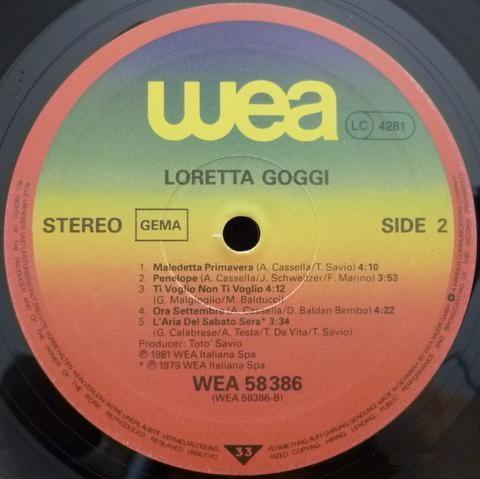 wea
LC 4281
LORETTA GOGGI
STEREO GEMA SIDE 2
1. Maledetta Primavera (A. Cassella/T. Savio) 4:10
2. Penelope (A. Cassella/J. Schweitzer/F. Marino) 3:53
3. Ti Voglio Non Ti Voglio 4:12
(G. Malgioglio/M. Balducci)
4. Ora Settembre (A. Cassella/D. Baldan Bembo) 4:22
5. L'Aria Del Sabato Sera* 3:34
(G. Calabrese/A. Testa/T. De Vita/T. Savio)
Producer: Toto' Savio
℗ 1981 WEA Italiana Spa
* ℗ 1979 WEA Italiana Spa
WEA 58386
(WEA 58386-B)
33